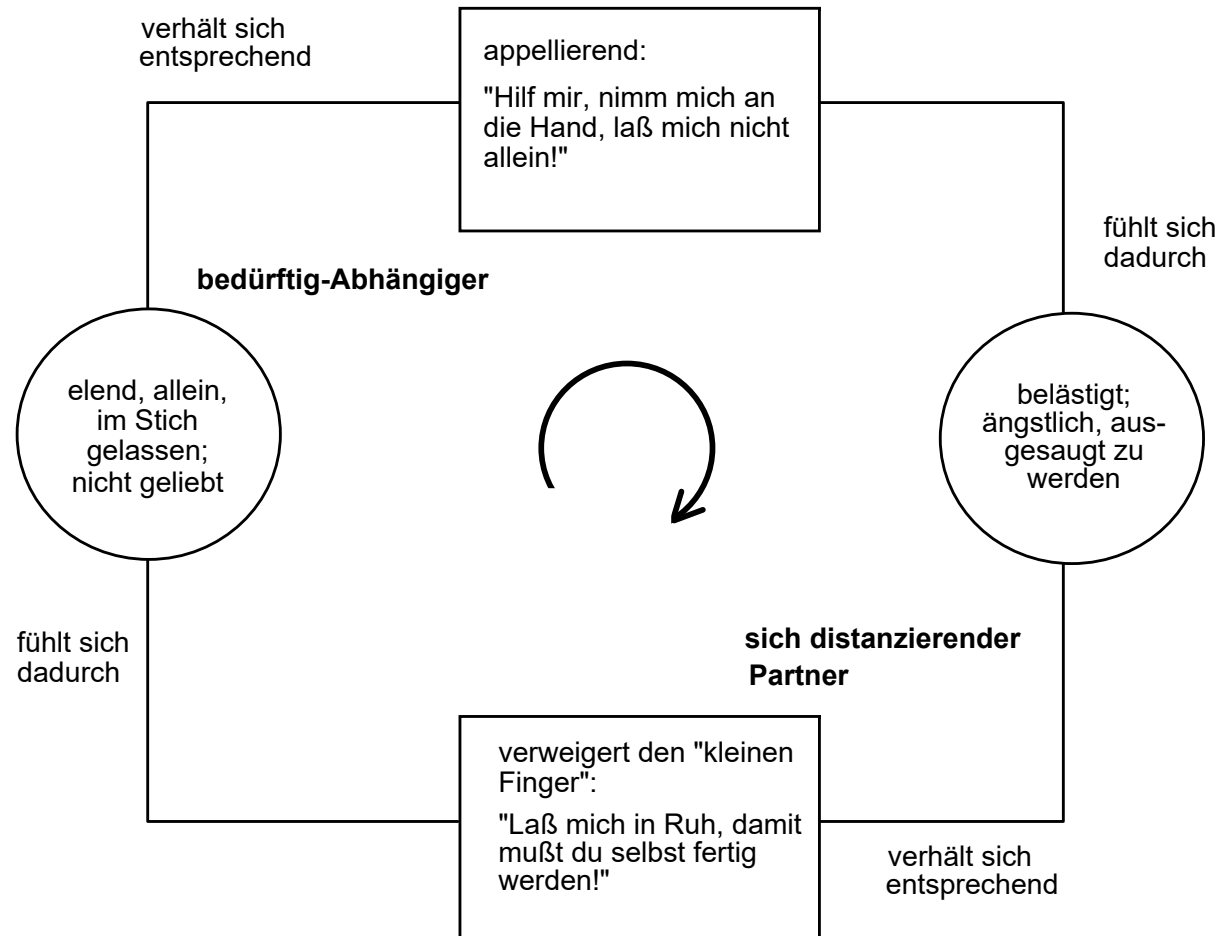 verhält sich
entsprechend
appellierend:
"Hilf mir, nimm mich an
die Hand, laß mich nicht
allein!"
fühlt sich
dadurch
bedürftig-Abhängiger
elend, allein,
im Stich
gelassen;
nicht geliebt
belästigt;
ängstlich, aus-
gesaugt zu
werden
fühlt sich
dadurch
sich distanzierender
Partner
verweigert den "kleinen
Finger":
"Laß mich in Ruh, damit
mußt du selbst fertig
werden!"
verhält sich
entsprechend